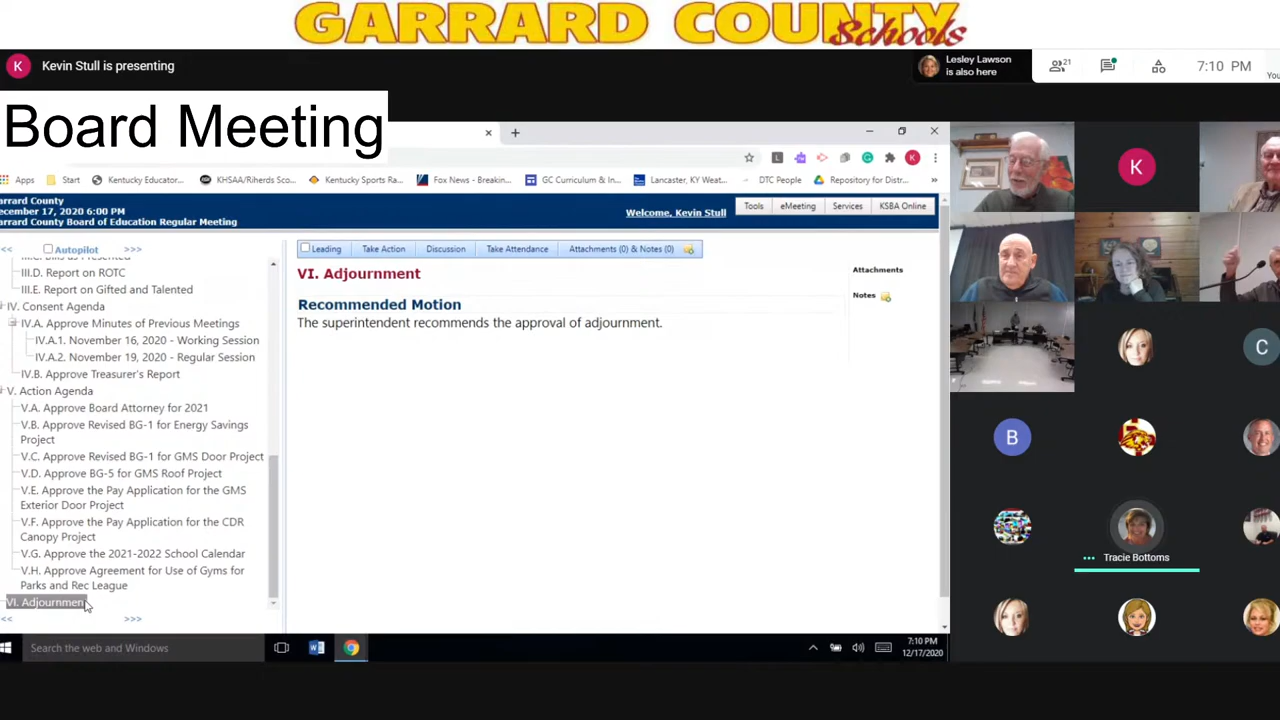 GARRARD COUNTY
Schools
K
Kevin Stull is presenting
Lesley Lawson
is also here
21
7:10 PM
You
Board Meeting
Apps
Start
Kentucky Educator...
KHSAA/Riherds Sco...
Kentucky Sports Ra...
Fox News - Breakin...
GC Curriculum & In...
Lancaster, KY Weat...
DTC People
Repository for Distr...
»
arrard County
ecember 17, 2020 6:00 PM
arrard County Board of Education Regular Meeting
Welcome, Kevin Stull
Tools
eMeeting
Services
KSBA Online
<<
Autopilot
>>>
Leading
Take Action
Discussion
Take Attendance
Attachments (0) & Notes (0)
III.C. Bills as Presented
III.D. Report on ROTC
III.E. Report on Gifted and Talented
IV. Consent Agenda
IV.A. Approve Minutes of Previous Meetings
IV.A.1. November 16, 2020 - Working Session
IV.A.2. November 19, 2020 - Regular Session
IV.B. Approve Treasurer's Report
V. Action Agenda
V.A. Approve Board Attorney for 2021
V.B. Approve Revised BG-1 for Energy Savings
Project
V.C. Approve Revised BG-1 for GMS Door Project
V.D. Approve BG-5 for GMS Roof Project
V.E. Approve the Pay Application for the GMS
Exterior Door Project
V.F. Approve the Pay Application for the CDR
Canopy Project
V.G. Approve the 2021-2022 School Calendar
V.H. Approve Agreement for Use of Gyms for
Parks and Rec League
VI. Adjournmen
<<
>>>
VI. Adjournment
Recommended Motion
The superintendent recommends the approval of adjournment.
Attachments
Notes
K
C
B
Tracie Bottoms
Search the web and Windows
7:10 PM
12/17/2020